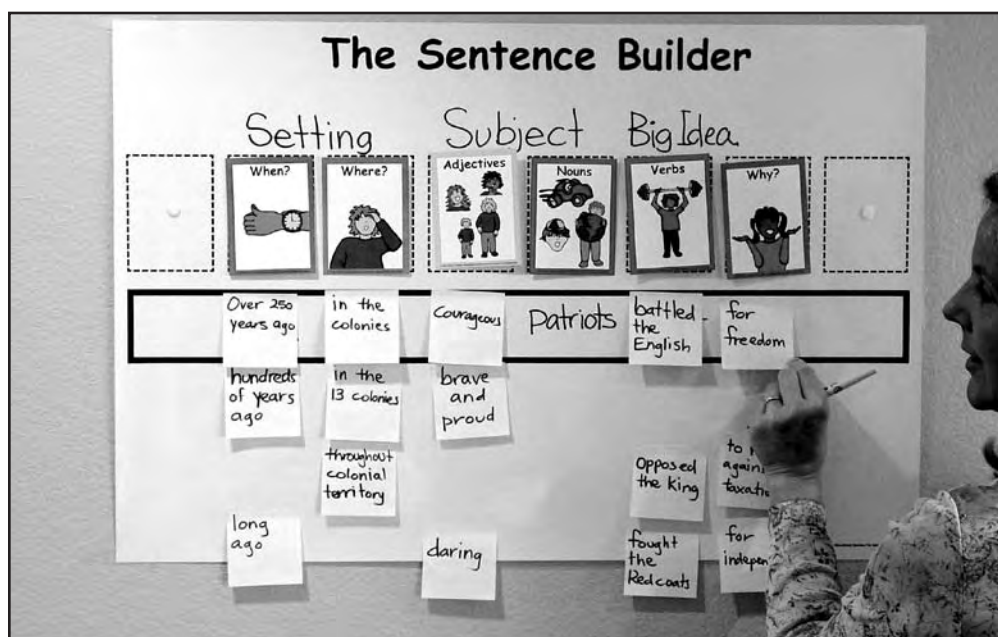 The Sentence Builder
Setting Subject Big Idea
When? Where? Adjectives Nouns Verbs Why?
Over 250
years ago
in the
colonies
Courageous
Patriots
battled
the
English
for
freedom
hundreds
of years
ago
in the
13 colonies
brave
and
proud
throughout
colonial
territory
Opposed
the King
to
against
long
ago
daring
fought
the
Redcoats
for